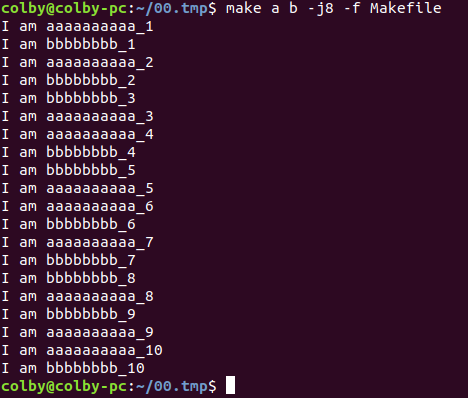 colby@colby-pc:~/00.tmp$ make a b -j8 -f Makefile
I am aaaaaaaaaa_1
I am bbbbbbbb_1
I am aaaaaaaaaa_2
I am bbbbbbbb_2
I am bbbbbbbb_3
I am aaaaaaaaaa_3
I am aaaaaaaaaa_4
I am bbbbbbbb_4
I am bbbbbbbb_5
I am aaaaaaaaaa_5
I am aaaaaaaaaa_6
I am bbbbbbbb_6
I am aaaaaaaaaa_7
I am bbbbbbbb_7
I am bbbbbbbb_8
I am aaaaaaaaaa_8
I am bbbbbbbb_9
I am aaaaaaaaaa_9
I am aaaaaaaaaa_10
I am bbbbbbbb_10
colby@colby-pc:~/00.tmp$